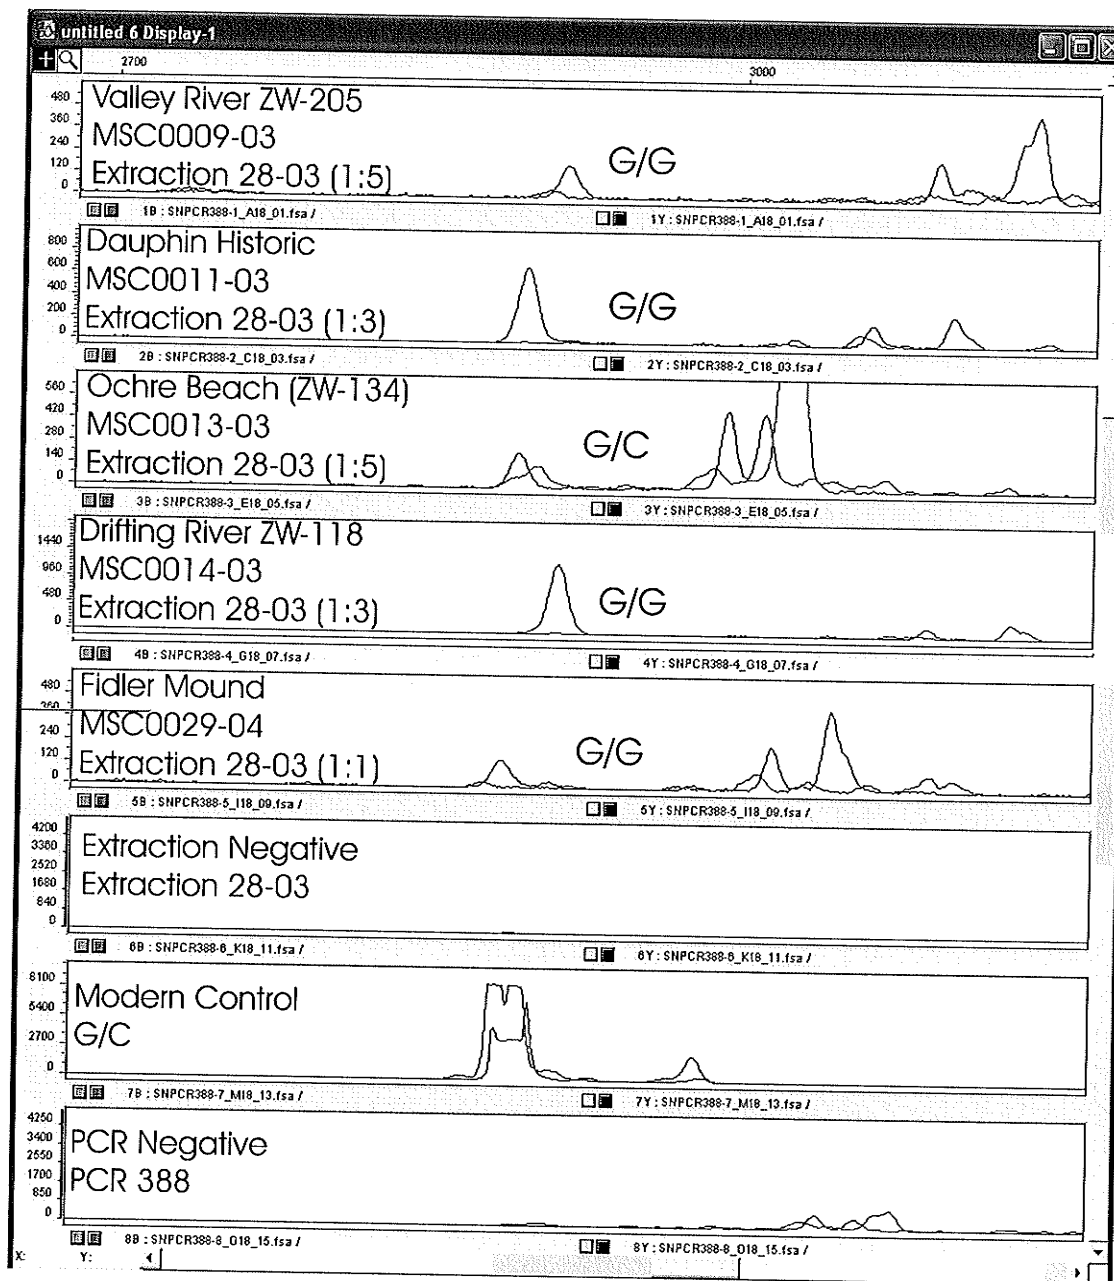 untitled 6 Display-1
2700
3000
480
360
240
120
0
Valley River ZW-205
MSC0009-03
Extraction 28-03 (1:5)
G/G
1B : SNPCR388-1_A18_01.fsa /
1Y : SNPCR388-1_A18_01.fsa /
800
600
400
200
0
Dauphin Historic
MSC0011-03
Extraction 28-03 (1:3)
G/G
2B : SNPCR388-2_C18_03.fsa /
2Y : SNPCR388-2_C18_03.fsa /
560
420
280
140
0
Ochre Beach (ZW-134)
MSC0013-03
Extraction 28-03 (1:5)
G/C
3B : SNPCR388-3_E18_05.fsa /
3Y : SNPCR388-3_E18_05.fsa /
1440
960
480
0
Drifting River ZW-118
MSC0014-03
Extraction 28-03 (1:3)
G/G
4B : SNPCR388-4_G18_07.fsa /
4Y : SNPCR388-4_G18_07.fsa /
480
360
240
120
0
Fidler Mound
MSC0029-04
Extraction 28-03 (1:1)
G/G
5B : SNPCR388-5_I18_09.fsa /
5Y : SNPCR388-5_I18_09.fsa /
4200
3360
2520
1680
840
0
Extraction Negative
Extraction 28-03
6B : SNPCR388-6_K18_11.fsa /
6Y : SNPCR388-6_K18_11.fsa /
8100
5400
2700
0
Modern Control
G/C
7B : SNPCR388-7_M18_13.fsa /
7Y : SNPCR388-7_M18_13.fsa /
4250
3400
2550
1700
850
0
PCR Negative
PCR 388
8B : SNPCR388-8_O18_15.fsa /
8Y : SNPCR388-8_O18_15.fsa /
X:
Y: